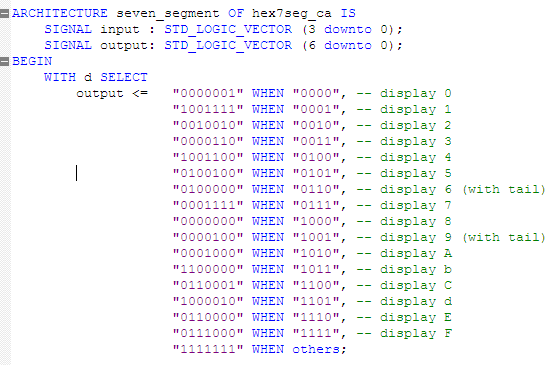 ARCHITECTURE seven_segment OF hex7seg_ca IS
SIGNAL input : STD_LOGIC_VECTOR (3 downto 0);
SIGNAL output: STD_LOGIC_VECTOR (6 downto 0);
BEGIN
WITH d SELECT
output <= "0000001" WHEN "0000", -- display 0
"1001111" WHEN "0001", -- display 1
"0010010" WHEN "0010", -- display 2
"0000110" WHEN "0011", -- display 3
"1001100" WHEN "0100", -- display 4
"0100100" WHEN "0101", -- display 5
"0100000" WHEN "0110", -- display 6 (with tail)
"0001111" WHEN "0111", -- display 7
"0000000" WHEN "1000", -- display 8
"0000100" WHEN "1001", -- display 9 (with tail)
"0001000" WHEN "1010", -- display A
"1100000" WHEN "1011", -- display b
"0110001" WHEN "1100", -- display C
"1000010" WHEN "1101", -- display d
"0110000" WHEN "1110", -- display E
"0111000" WHEN "1111", -- display F
"1111111" WHEN others;